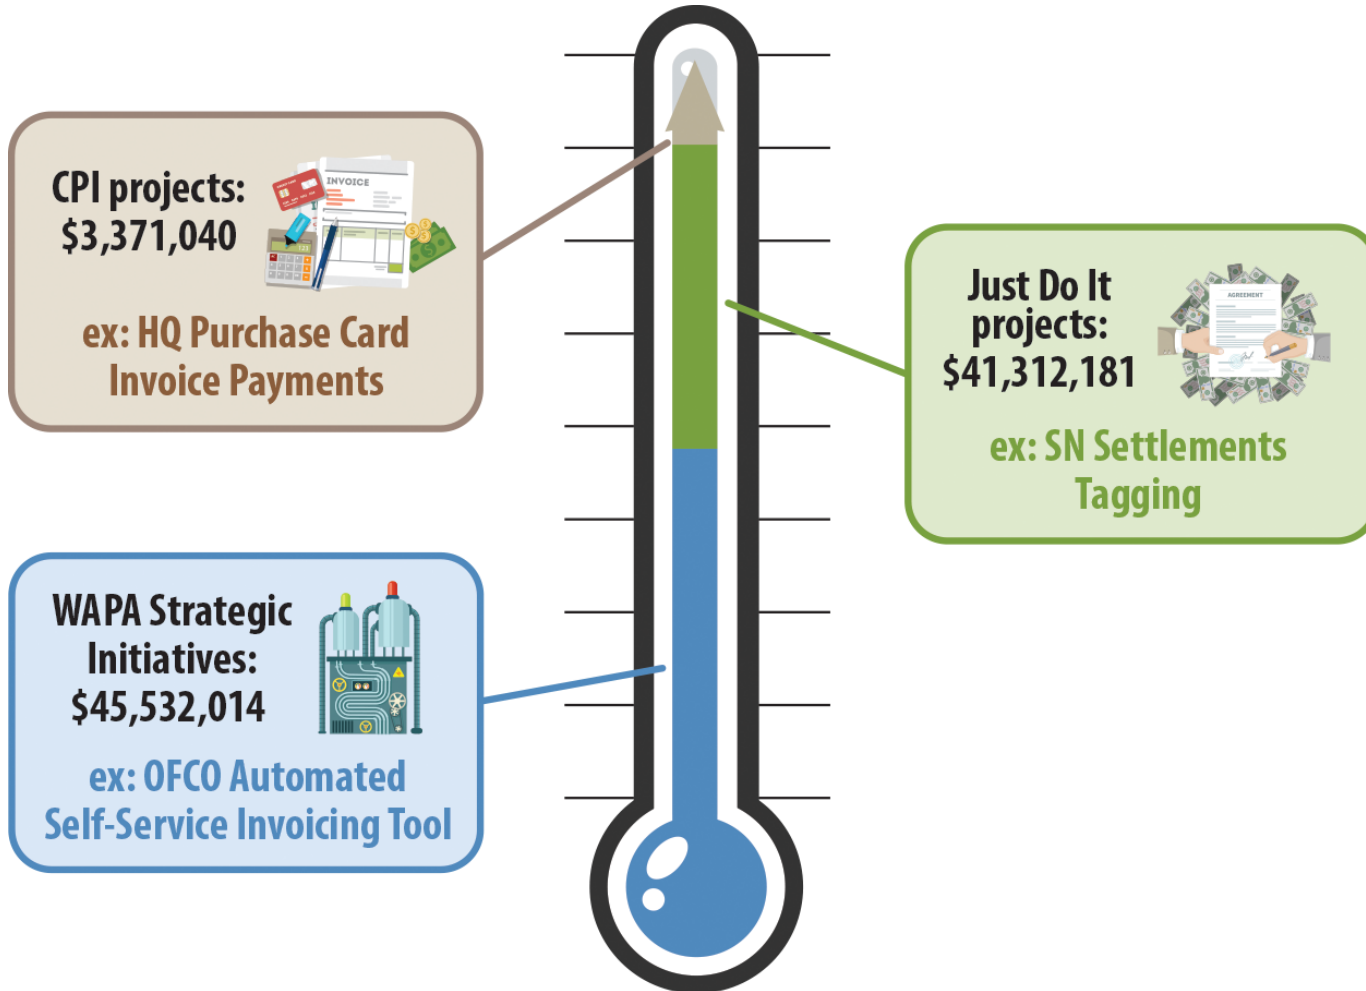 CPI projects:
$3,371,040
INVOICE
ex: HQ Purchase Card
Invoice Payments
Just Do It
projects:
$41,312,181
AGREEMENT
ex: SN Settlements
Tagging
WAPA Strategic
Initiatives:
$45,532,014
ex: OFCO Automated
Self-Service Invoicing Tool